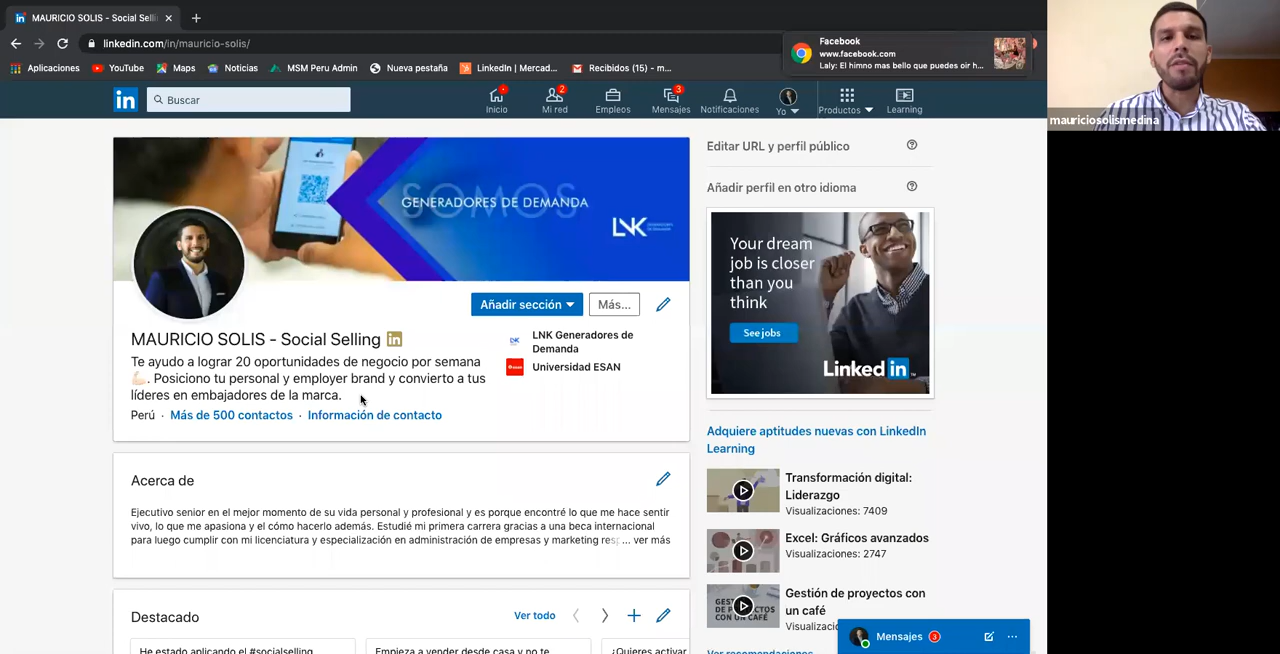 MAURICIO SOLIS - Social Selli
linkedin.com/in/mauricio-solis/
Facebook
www.facebook.com
Laly: El himno mas bello que puedes oir h...
Aplicaciones
YouTube
Maps
Noticias
MSM Peru Admin
Nueva pestaña
LinkedIn | Mercad...
Recibidos (15) - m...
in
Buscar
Inicio
2
Mi red
Empleos
3
Mensajes
Notificaciones
Yo
Productos
Learning
mauriciosolismedina
SOMOS
GENERADORES DE DEMANDA
LNK
Añadir sección
Más...
MAURICIO SOLIS - Social Selling in
Te ayudo a lograr 20 oportunidades de negocio por semana
. Posiciono tu personal y employer brand y convierto a tus
líderes en embajadores de la marca.
Perú · Más de 500 contactos · Información de contacto
LNK Generadores de
Demanda
Universidad ESAN
Acerca de
Ejecutivo senior en el mejor momento de su vida personal y profesional y es porque encontré lo que me hace sentir
vivo, lo que me apasiona y el cómo hacerlo además. Estudié mi primera carrera gracias a una beca internacional
para luego cumplir con mi licenciatura y especialización en administración de empresas y marketing resp... ver más
Destacado
Ver todo
He estado aplicando el #socialselling
Empieza a vender desde casa y no te
¿Quieres activar
Editar URL y perfil público
Añadir perfil en otro idioma
Your dream
job is closer
than you
think
See jobs
Linked in
Adquiere aptitudes nuevas con LinkedIn
Learning
Transformación digital:
Liderazgo
Visualizaciones: 7409
Excel: Gráficos avanzados
Visualizaciones: 2747
Gestión de proyectos con
un café
Visualizaci
Ver recomendaciones
Mensajes 3